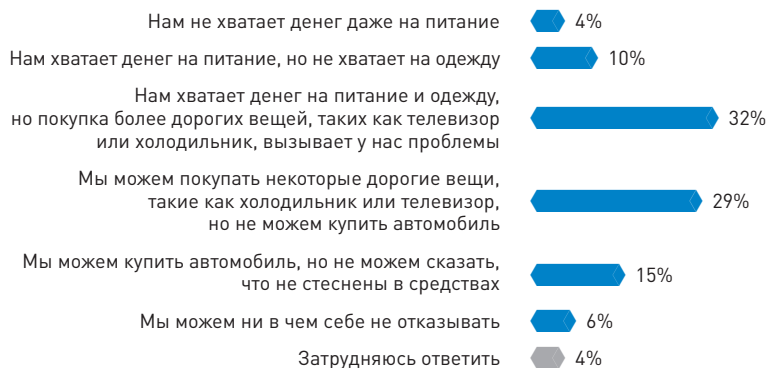 Нам не хватает денег даже на питание
4%
Нам хватает денег на питание, но не хватает на одежду
10%
Нам хватает денег на питание и одежду,
но покупка более дорогих вещей, таких как телевизор
или холодильник, вызывает у нас проблемы
32%
Мы можем покупать некоторые дорогие вещи,
такие как холодильник или телевизор,
но не можем купить автомобиль
29%
Мы можем купить автомобиль, но не можем сказать,
что не стеснены в средствах
15%
Мы можем ни в чем себе не отказывать
6%
Затрудняюсь ответить
4%